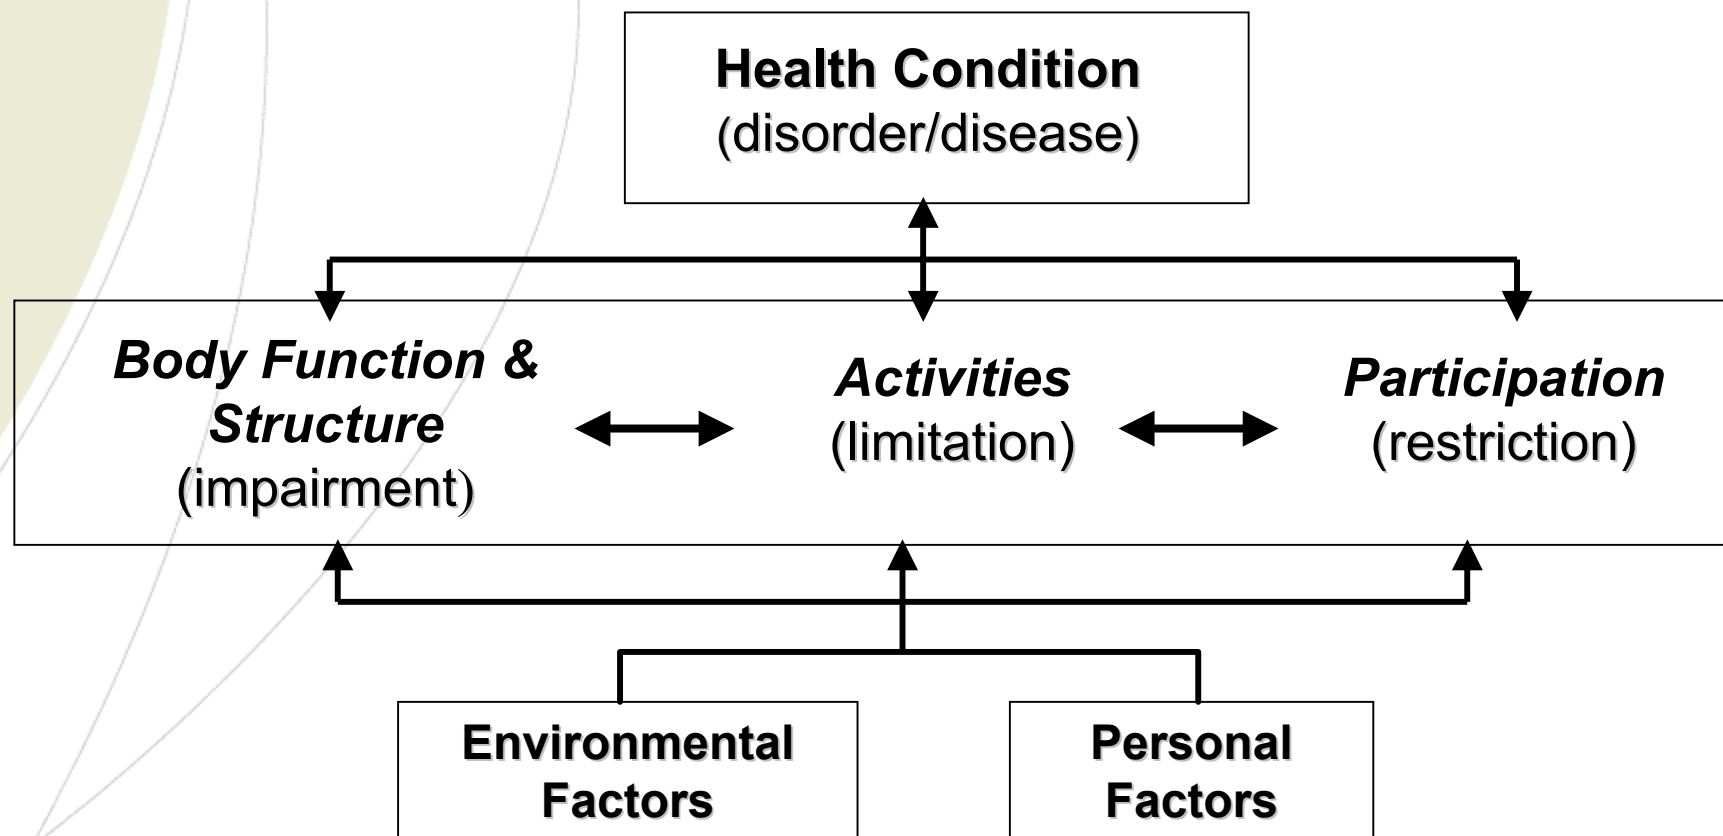 Health Condition
(disorder/disease)
Body Function &
Structure
(impairment)
Activities
(limitation)
Participation
(restriction)
Environmental
Factors
Personal
Factors